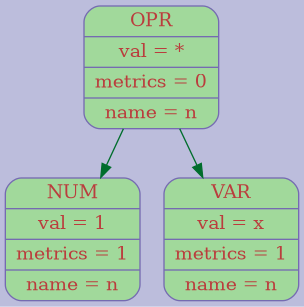 OPR
val = *
metrics = 0
name = n
NUM
val = 1
metrics = 1
name = n
VAR
val = x
metrics = 1
name = n